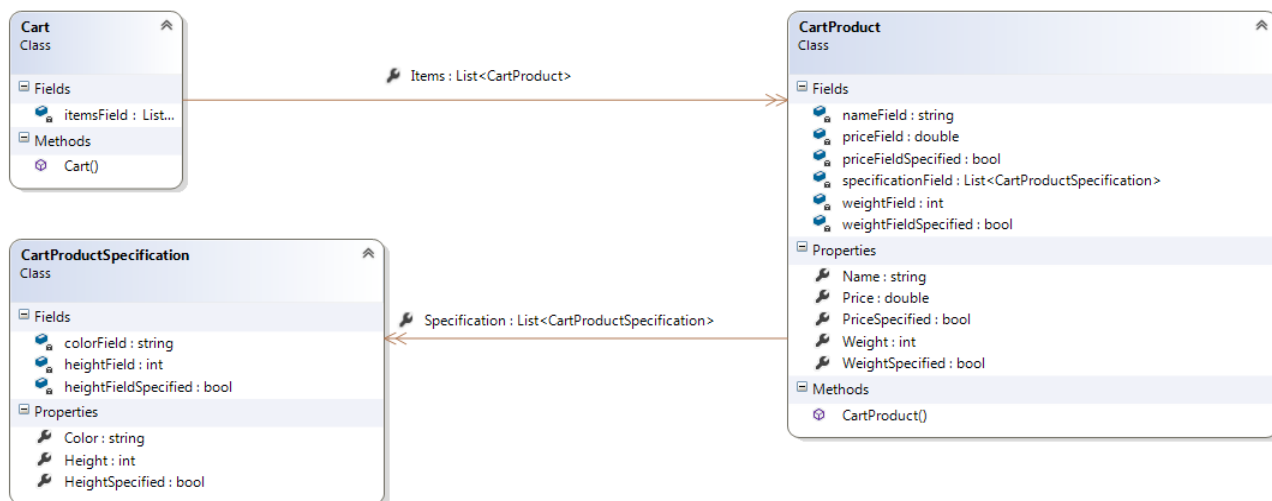 Cart
Class
Fields
itemsField : List...
Methods
Cart()
Items : List<CartProduct>
CartProduct
Class
Fields
nameField : string
priceField : double
priceFieldSpecified : bool
specificationField : List<CartProductSpecification>
weightField : int
weightFieldSpecified : bool
Properties
Name : string
Price : double
PriceSpecified : bool
Weight : int
WeightSpecified : bool
Methods
CartProduct()
CartProductSpecification
Class
Fields
colorField : string
heightField : int
heightFieldSpecified : bool
Properties
Color : string
Height : int
HeightSpecified : bool
Specification : List<CartProductSpecification>